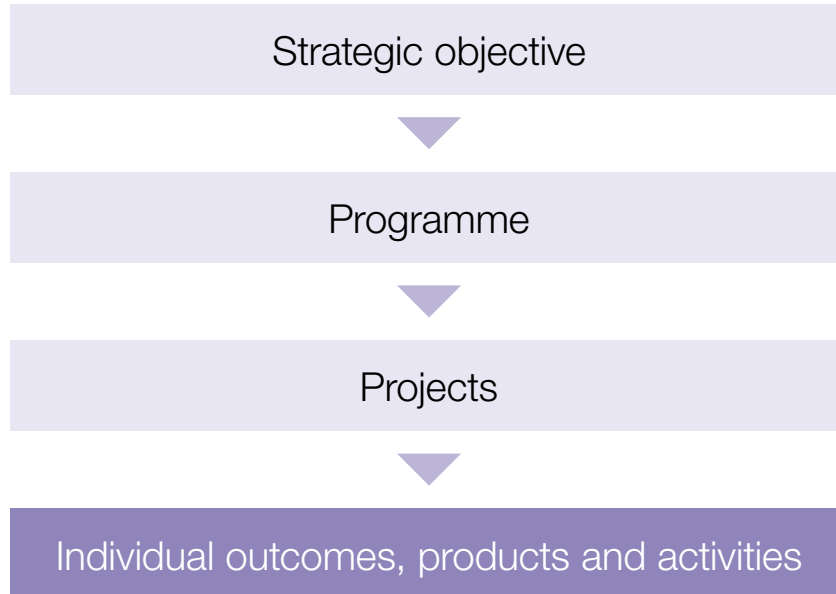 Strategic objective
Programme
Projects
Individual outcomes, products and activities